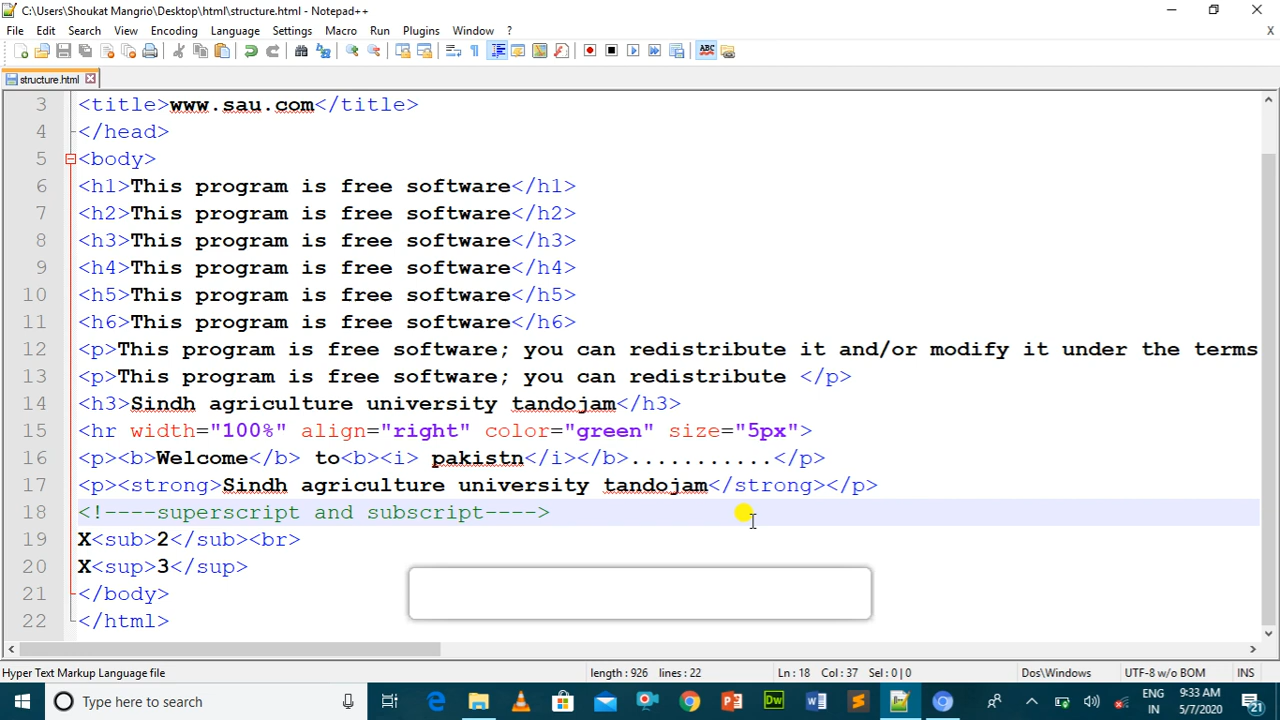 C:\Users\Shoukat Mangrio\Desktop\html\structure.html - Notepad++
File Edit Search View Encoding Language Settings Macro Run Plugins Window ? X
ABC
structure.html
3 <title>www.sau.com</title>
4 </head>
5 <body>
6 <h1>This program is free software</h1>
7 <h2>This program is free software</h2>
8 <h3>This program is free software</h3>
9 <h4>This program is free software</h4>
10 <h5>This program is free software</h5>
11 <h6>This program is free software</h6>
12 <p>This program is free software; you can redistribute it and/or modify it under the terms
13 <p>This program is free software; you can redistribute </p>
14 <h3>Sindh agriculture university tandojam</h3>
15 <hr width="100%" align="right" color="green" size="5px">
16 <p><b>Welcome</b> to<b><i> pakistn</i></b>...........</p>
17 <p><strong>Sindh agriculture university tandojam</strong></p>
18 <!----superscript and subscript---->
19 X<sub>2</sub><br>
20 X<sup>3</sup>
21 </body>
22 </html>
Hyper Text Markup Language file length : 926 lines : 22 Ln : 18 Col : 37 Sel : 0 | 0 Dos\Windows UTF-8 w/o BOM INS
Type here to search Dw ENG IN 9:33 AM 5/7/2020 21